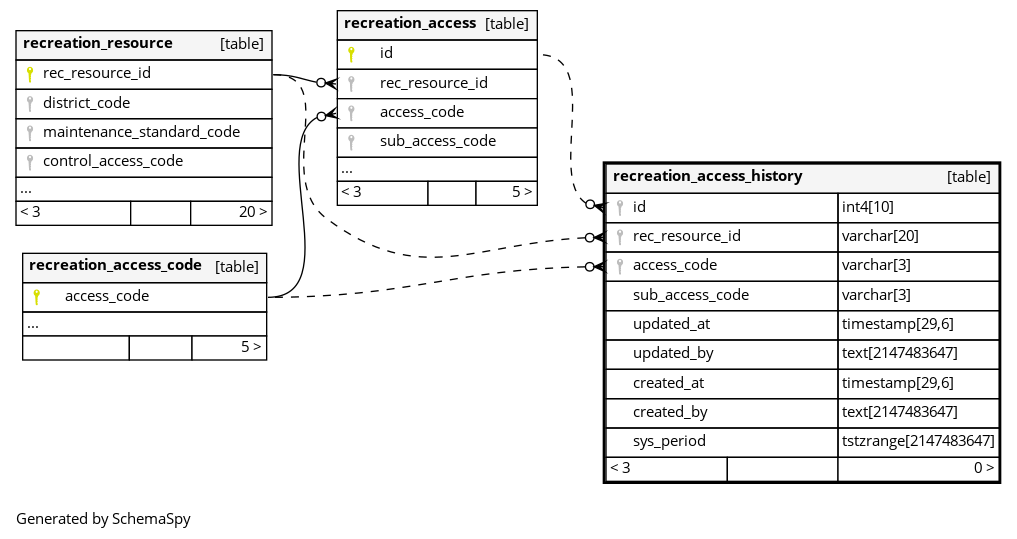 recreation_resource [table]
rec_resource_id
district_code
maintenance_standard_code
control_access_code
...
< 3 20 >
recreation_access [table]
id
rec_resource_id
access_code
sub_access_code
...
< 3 5 >
recreation_access_code [table]
access_code
...
5 >
recreation_access_history [table]
id int4[10]
rec_resource_id varchar[20]
access_code varchar[3]
sub_access_code varchar[3]
updated_at timestamp[29,6]
updated_by text[2147483647]
created_at timestamp[29,6]
created_by text[2147483647]
sys_period tstzrange[2147483647]
< 3 0 >
Generated by SchemaSpy